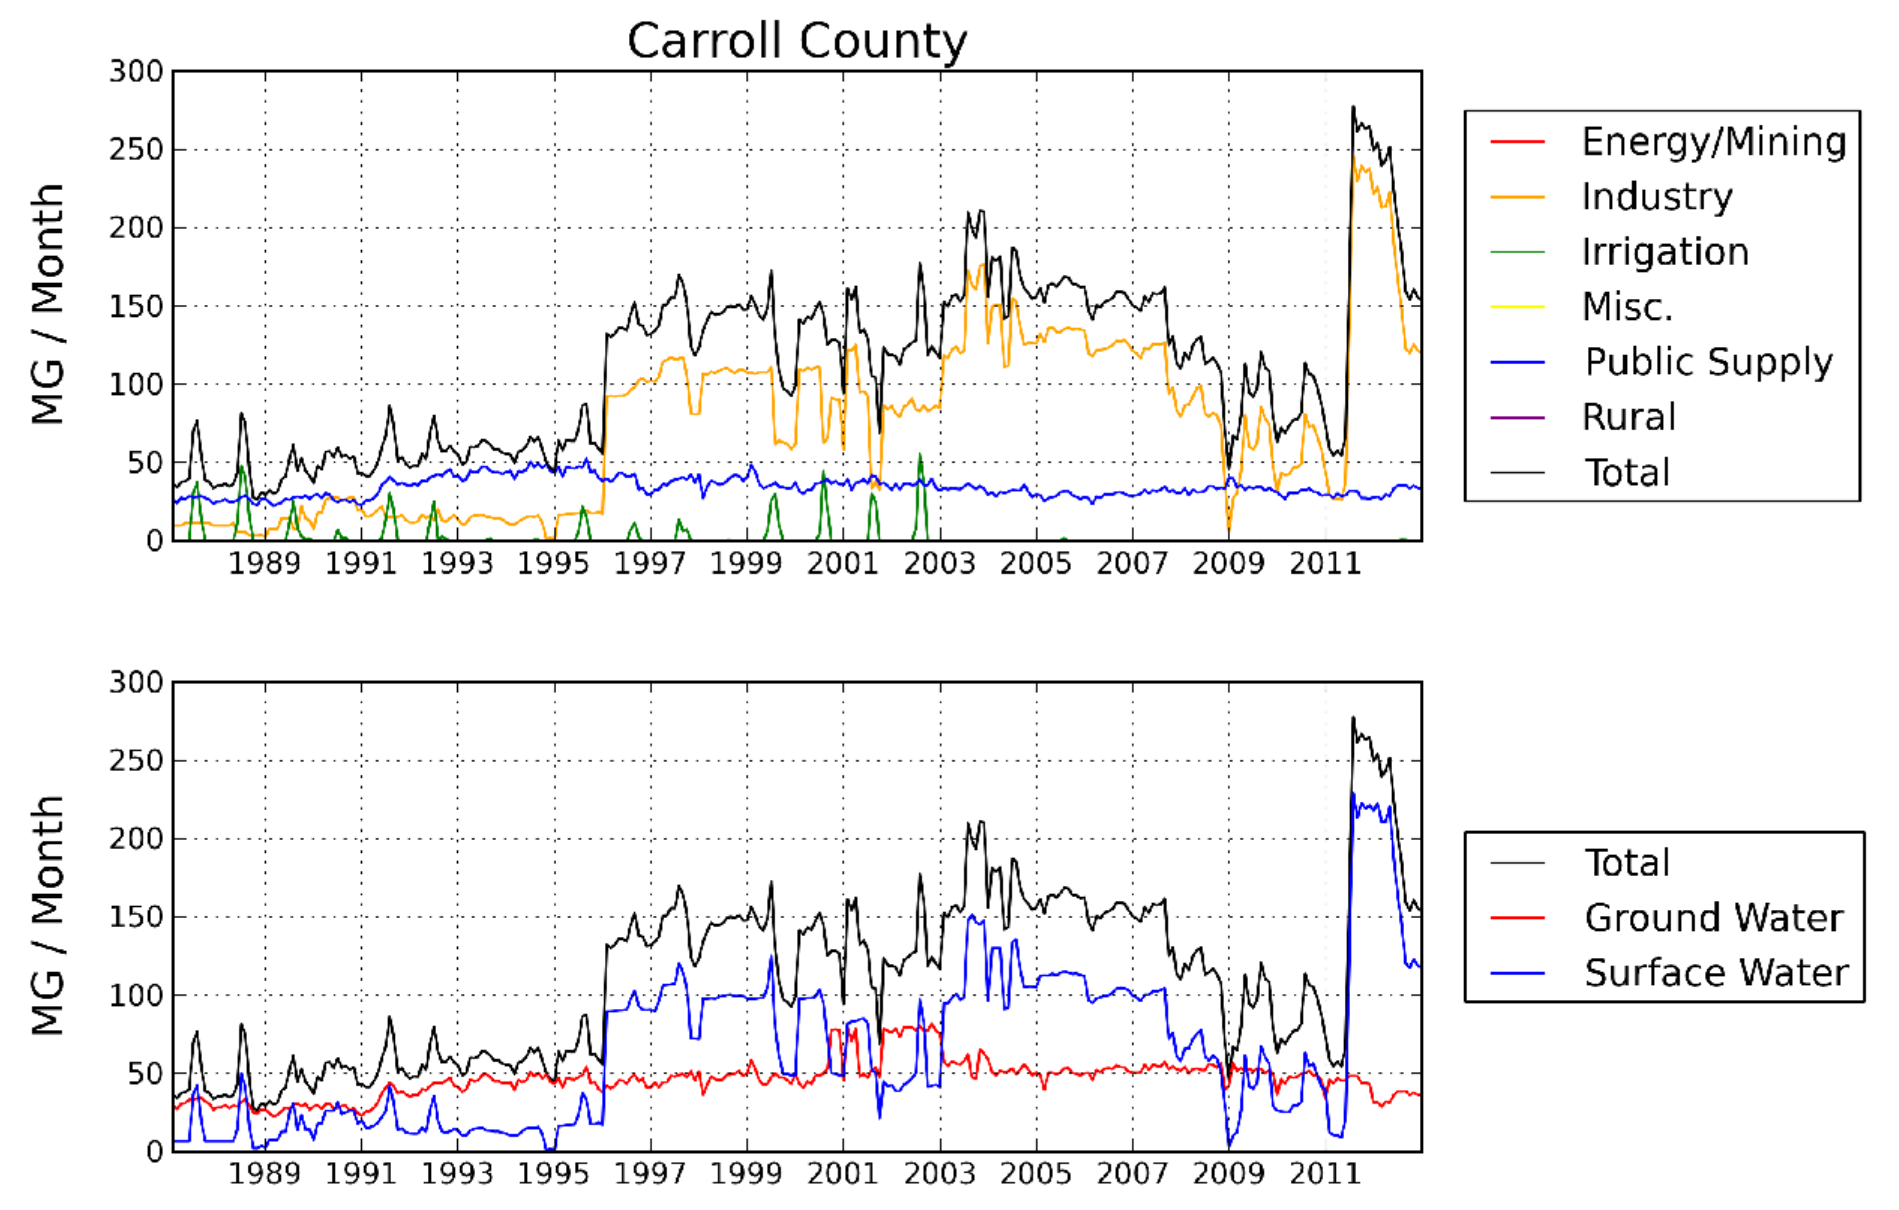 Carroll County
300
250
200
150
100
50
0
MG / Month
1989 1991 1993 1995 1997 1999 2001 2003 2005 2007 2009 2011
Energy/Mining
Industry
Irrigation
Misc.
Public Supply
Rural
Total
300
250
200
150
100
50
0
MG / Month
1989 1991 1993 1995 1997 1999 2001 2003 2005 2007 2009 2011
Total
Ground Water
Surface Water